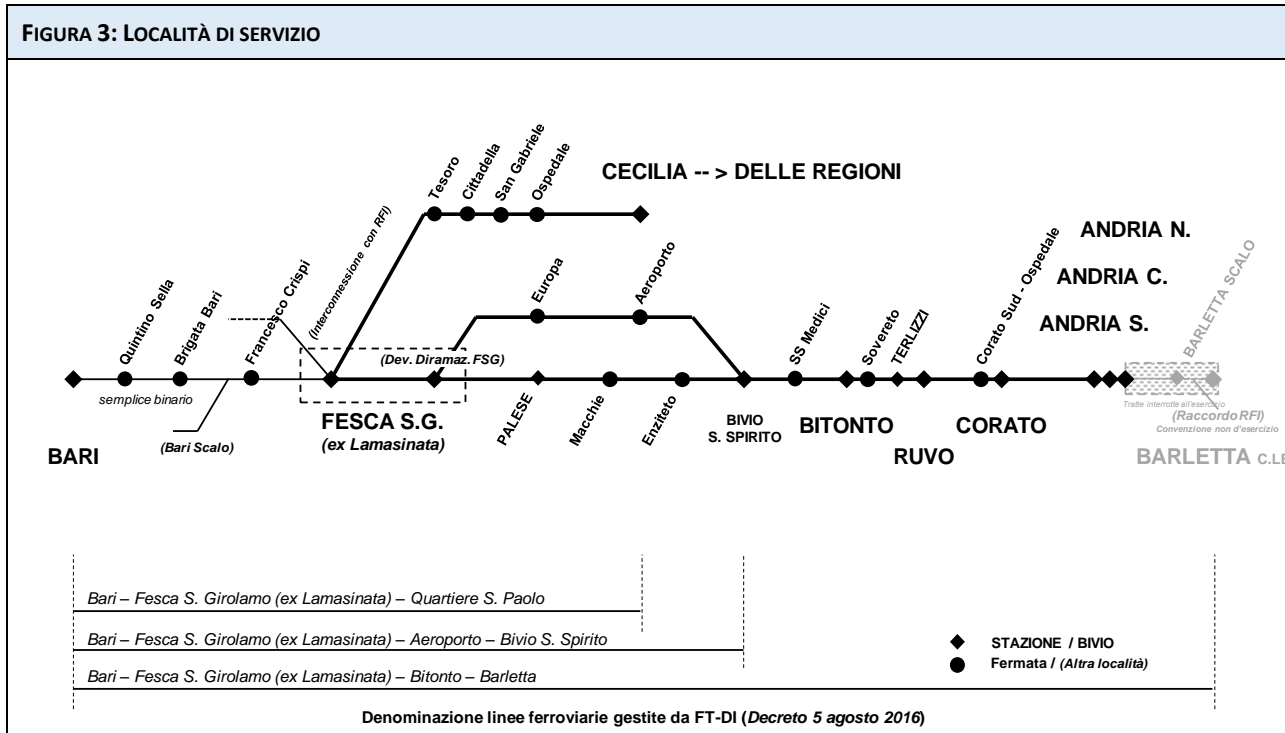 FIGURA 3: LOCALITÀ DI SERVIZIO
Tesoro
Cittadella
San Gabriele
Ospedale
CECILIA -- > DELLE REGIONI
Quintino Sella
Brigata Bari
Francesco Crispi
(Interconnessione con RFI)
Europa
Aeroporto
SS Medici
Sovereto
TERLIZZI
Corato Sud - Ospedale
ANDRIA N.
ANDRIA C.
ANDRIA S.
BARLETTA SCALO
(Dev. Diramaz. FSG)
semplice binario
(Bari Scalo)
BARI
FESCA S.G.
(ex Lamasinata)
PALESE
Macchie
Enziteto
BIVIO
S. SPIRITO
BITONTO
RUVO
CORATO
Tratte interrotte all'esercizio
(Raccordo RFI)
Convenzione non d'esercizio
BARLETTA C.LE
Bari – Fesca S. Girolamo (ex Lamasinata) – Quartiere S. Paolo
Bari – Fesca S. Girolamo (ex Lamasinata) – Aeroporto – Bivio S. Spirito
Bari – Fesca S. Girolamo (ex Lamasinata) – Bitonto – Barletta
STAZIONE / BIVIO
Fermata / (Altra località)
Denominazione linee ferroviarie gestite da FT-DI (Decreto 5 agosto 2016)